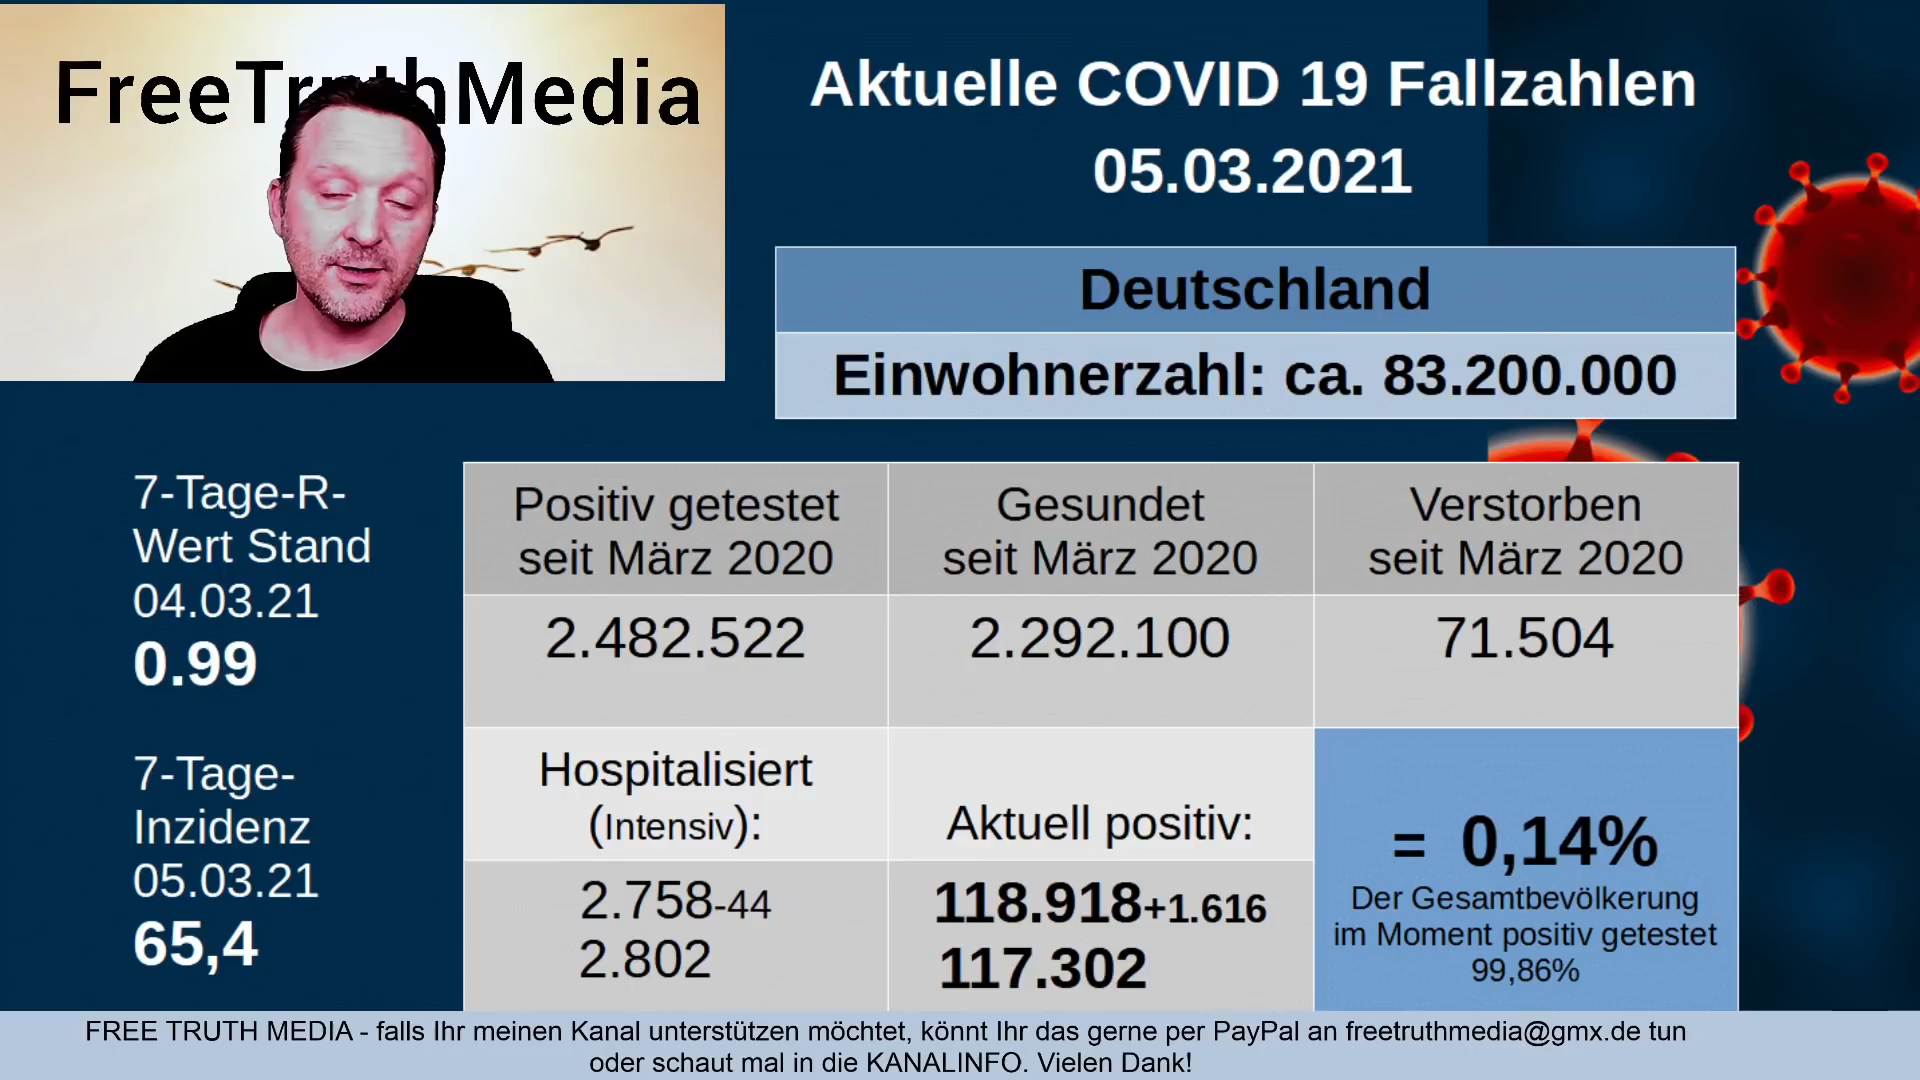 FreeTruthMedia
Aktuelle COVID 19 Fallzahlen
05.03.2021
Deutschland
Einwohnerzahl: ca. 83.200.000
7-Tage-R-
Wert Stand
04.03.21
0.99
7-Tage-
Inzidenz
05.03.21
65,4
Positiv getestet
seit März 2020
Gesundet
seit März 2020
Verstorben
seit März 2020
2.482.522
2.292.100
71.504
Hospitalisiert
(Intensiv):
Aktuell positiv:
2.758-44
2.802
118.918+1.616
117.302
= 0,14%
Der Gesamtbevölkerung
im Moment positiv getestet
99,86%
FREE TRUTH MEDIA - falls Ihr meinen Kanal unterstützen möchtet, könnt Ihr das gerne per PayPal an freetruthmedia@gmx.de tun
oder schaut mal in die KANALINFO. Vielen Dank!